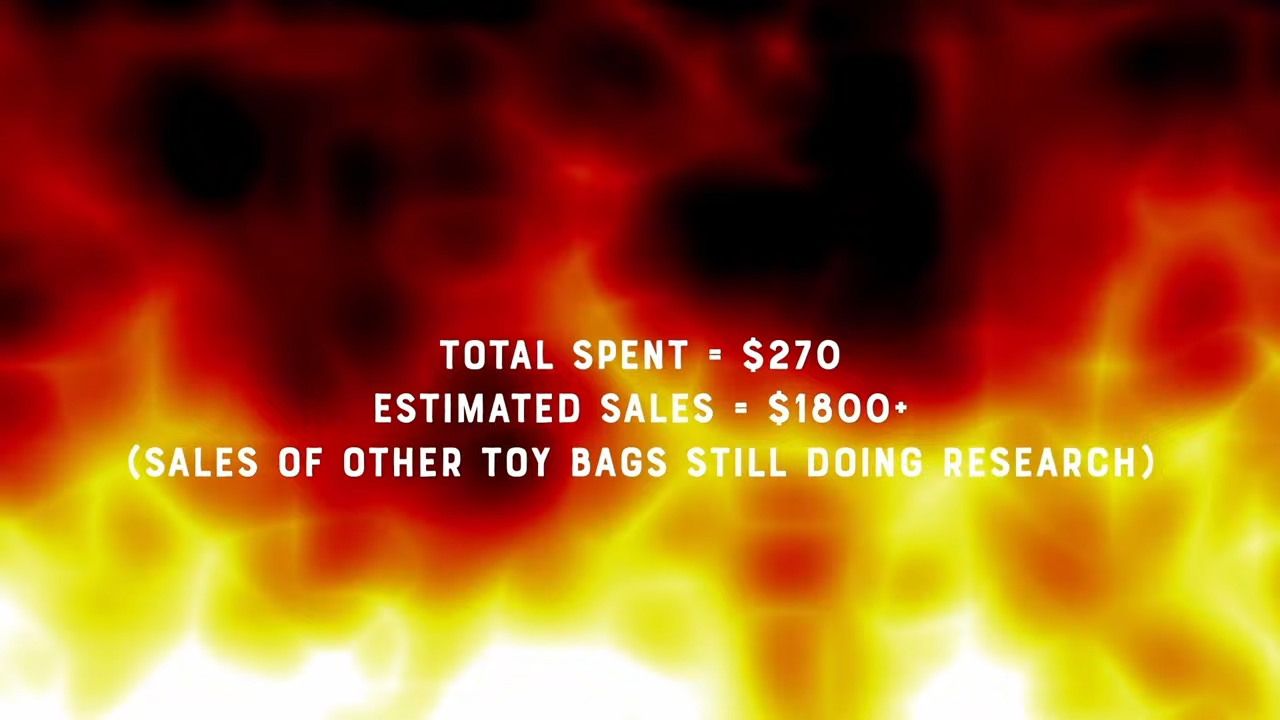 TOTAL SPENT = $270
ESTIMATED SALES = $1800+
(SALES OF OTHER TOY BAGS STILL DOING RESEARCH)